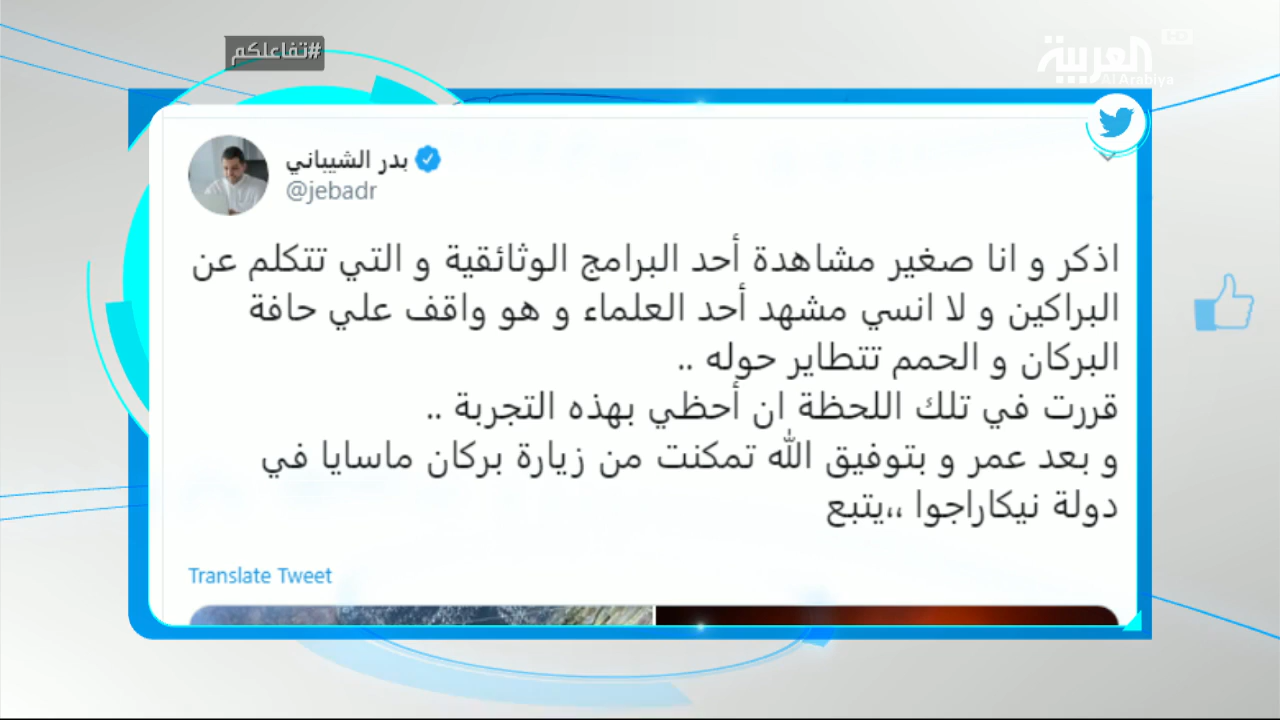 #تفاعلكم
العربية HD
Al Arabiya
بدر الشيباني
@jebadr
اذكر و انا صغير مشاهدة أحد البرامج الوثائقية و التي تتكلم عن
البراكين و لا انسي مشهد أحد العلماء و هو واقف علي حافة
البركان و الحمم تتطاير حوله ..
قررت في تلك اللحظة ان أحظي بهذه التجربة ..
و بعد عمر و بتوفيق الله تمكنت من زيارة بركان ماسايا في
دولة نيكاراجوا ،،يتبع
Translate Tweet